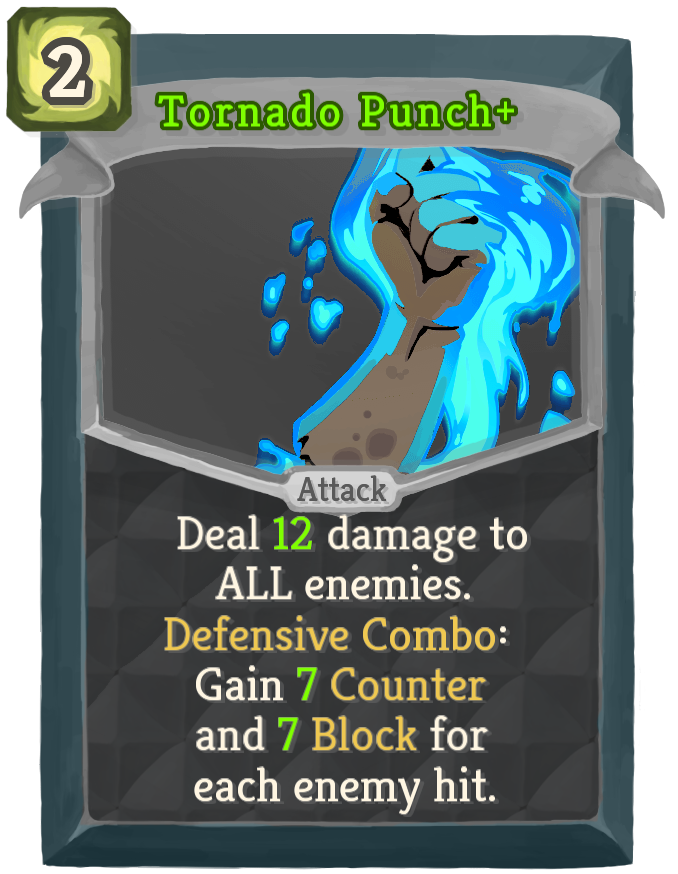 2
Tornado Punch+
Attack
Deal 12 damage to
ALL enemies.
Defensive Combo:
Gain 7 Counter
and 7 Block for
each enemy hit.